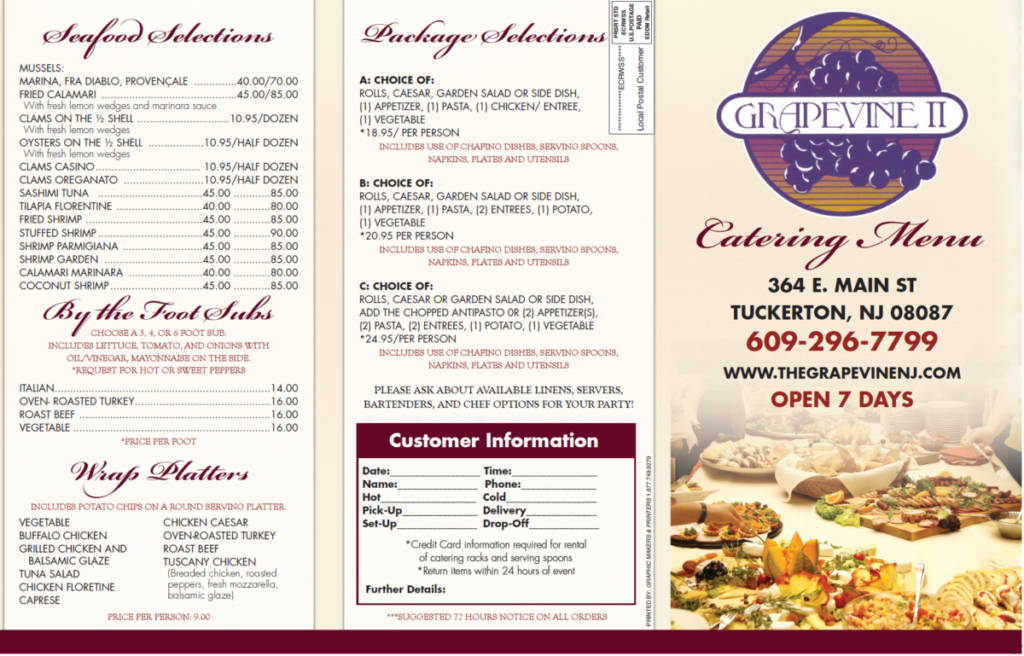 Seafood Selections
MUSSELS:
MARINA, FRA DIABLO, PROVENÇALE ............40.00/70.00
FRIED CALAMARI ......................................45.00/85.00
With fresh lemon wedges and marinara sauce
CLAMS ON THE ½ SHELL .........................10.95/DOZEN
With fresh lemon wedges
OYSTERS ON THE ½ SHELL ...............10.95/HALF DOZEN
With fresh lemon wedges
CLAMS CASINO ............................. 10.95/HALF DOZEN
CLAMS OREGANATO ......................10.95/HALF DOZEN
SASHIMI TUNA ................................45.00 ...........85.00
TILAPIA FLORENTINE .........................40.00 ...........80.00
FRIED SHRIMP .................................45.00 ...........85.00
STUFFED SHRIMP..............................45.00 ...........90.00
SHRIMP PARMIGIANA .......................45.00 ...........85.00
SHRIMP GARDEN .............................45.00 ...........85.00
CALAMARI MARINARA ......................40.00 ...........80.00
COCONUT SHRIMP..........................45.00 ...........85.00
By the Foot Subs
CHOOSE A 3, 4, OR 6 FOOT SUB.
INCLUDES LETTUCE, TOMATO, AND ONIONS WITH
OIL/VINEGAR, MAYONNAISE ON THE SIDE.
*REQUEST FOR HOT OR SWEET PEPPERS
ITALIAN............................................................14.00
OVEN- ROASTED TURKEY......................................16.00
ROAST BEEF ......................................................16.00
VEGETABLE .......................................................16.00
*PRICE PER FOOT
Wrap Platters
INCLUDES POTATO CHIPS ON A ROUND SERVING PLATTER.
VEGETABLE
BUFFALO CHICKEN
GRILLED CHICKEN AND
BALSAMIC GLAZE
TUNA SALAD
CHICKEN FLORETINE
CAPRESE
CHICKEN CAESAR
OVEN-ROASTED TURKEY
ROAST BEEF
TUSCANY CHICKEN
(Breaded chicken, roasted
peppers, fresh mozzarella,
balsamic glaze)
PRICE PER PERSON: 9.00
Package Selections
A: CHOICE OF:
ROLLS, CAESAR, GARDEN SALAD OR SIDE DISH,
(1) APPETIZER, (1) PASTA, (1) CHICKEN/ ENTREE,
(1) VEGETABLE
*18.95/ PER PERSON
INCLUDES USE OF CHAFING DISHES, SERVING SPOONS,
NAPKINS, PLATES AND UTENSILS
B: CHOICE OF:
ROLLS, CAESAR, GARDEN SALAD OR SIDE DISH,
(1) APPETIZER, (1) PASTA, (2) ENTREES, (1) POTATO,
(1) VEGETABLE
*20.95 PER PERSON
INCLUDES USE OF CHAFING DISHES, SERVING SPOONS,
NAPKINS, PLATES AND UTENSILS
C: CHOICE OF:
ROLLS, CAESAR OR GARDEN SALAD OR SIDE DISH,
ADD THE CHOPPED ANTIPASTO OR (2) APPETIZER(S),
(2) PASTA, (2) ENTREES, (1) POTATO, (1) VEGETABLE
*24.95/PER PERSON
INCLUDES USE OF CHAFING DISHES, SERVING SPOONS,
NAPKINS, PLATES AND UTENSILS
PLEASE ASK ABOUT AVAILABLE LINENS, SERVERS,
BARTENDERS, AND CHEF OPTIONS FOR YOUR PARTY!
Customer Information
Date:______________ Time:______________
Name:______________ Phone:______________
Hot______________ Cold______________
Pick-Up______________ Delivery______________
Set-Up______________ Drop-Off______________
*Credit Card information required for rental
of catering racks and serving spoons
*Return items within 24 hours of event
Further Details:
***SUGGESTED 72 HOURS NOTICE ON ALL ORDERS
PRINTED BY: GRAPHIC MAKERS & PRINTERS 1.877.749.9279
PRSRT STD
ECRWSS
U.S.POSTAGE
PAID
EDDM Retail
*************ECRWSS****
Local Postal Customer
GRAPEVINE II
Catering Menu
364 E. MAIN ST
TUCKERTON, NJ 08087
609-296-7799
WWW.THEGRAPEVINENJ.COM
OPEN 7 DAYS